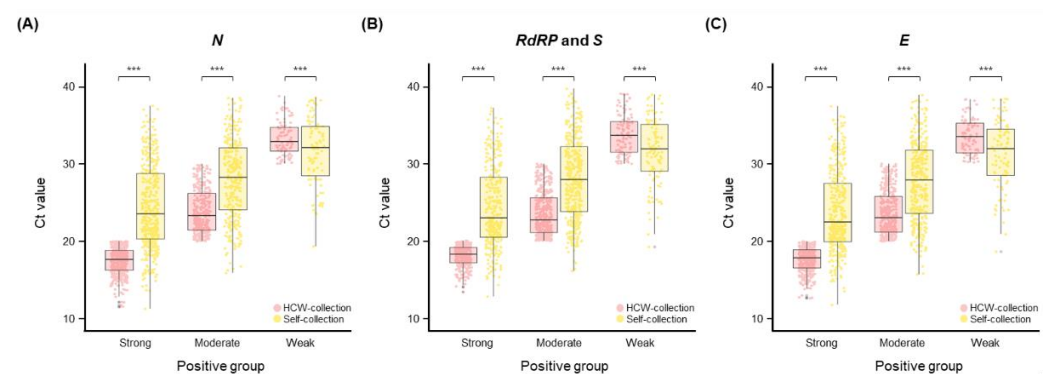 (A)
N
***
***
***
40
30
20
10
Ct value
Strong
Moderate
Weak
Positive group
HCW-collection
Self-collection
(B)
RdRP and S
***
***
***
40
30
20
10
Ct value
Strong
Moderate
Weak
Positive group
HCW-collection
Self-collection
(C)
E
***
***
***
40
30
20
10
Ct value
Strong
Moderate
Weak
Positive group
HCW-collection
Self-collection